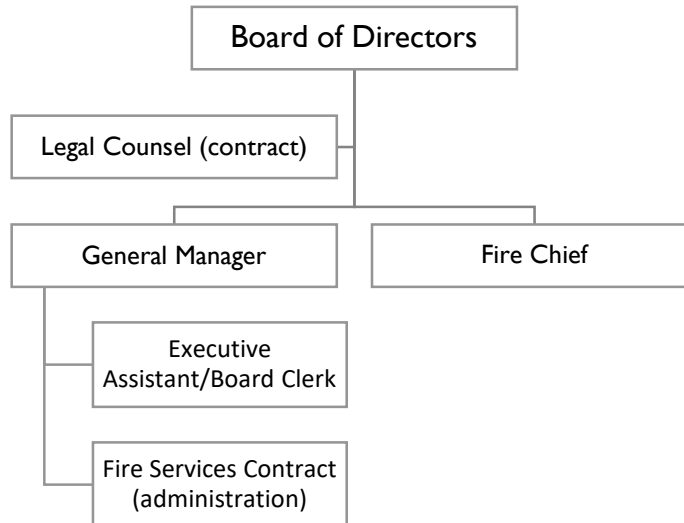 Board of Directors
Legal Counsel (contract)
General Manager
Fire Chief
Executive
Assistant/Board Clerk
Fire Services Contract
(administration)